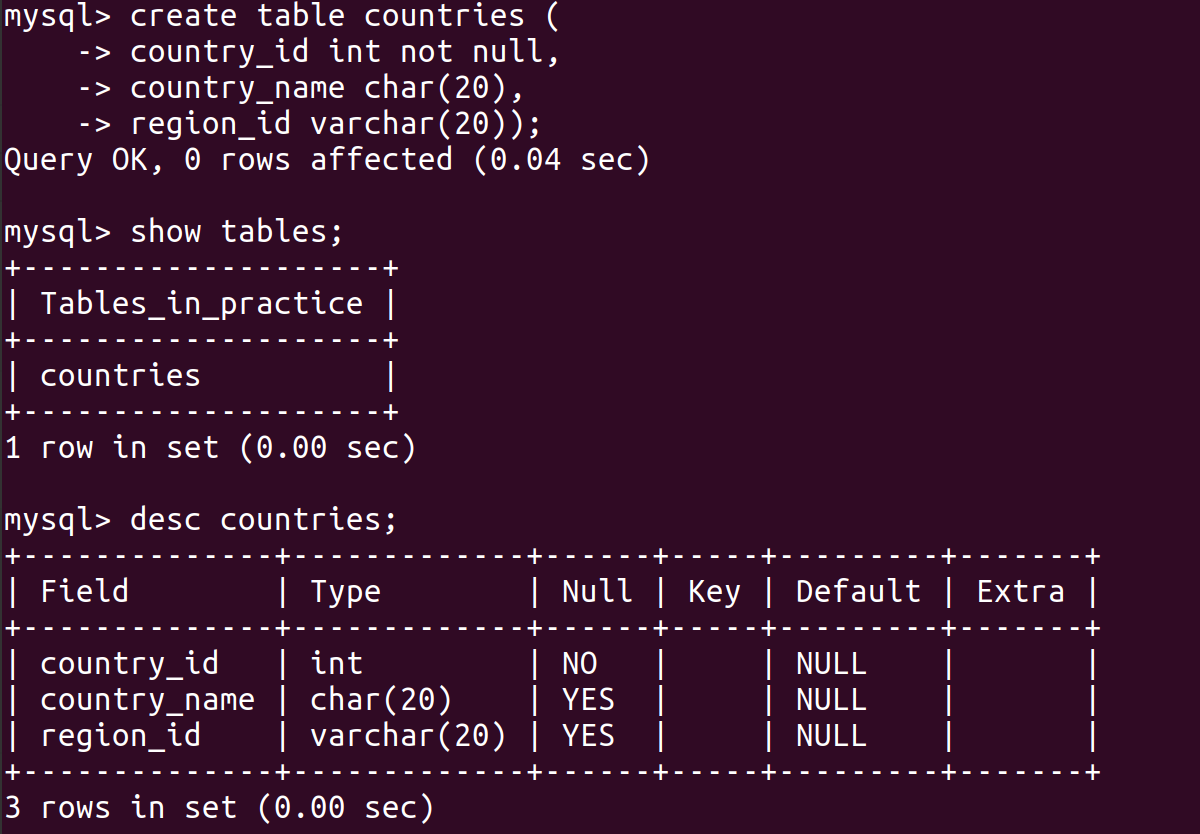 mysql> create table countries (
    -> country_id int not null,
    -> country_name char(20),
    -> region_id varchar(20));
Query OK, 0 rows affected (0.04 sec)

mysql> show tables;
+--------------------+
| Tables_in_practice |
+--------------------+
| countries          |
+--------------------+
1 row in set (0.00 sec)

mysql> desc countries;
+--------------+-------------+------+-----+---------+-------+
| Field        | Type        | Null | Key | Default | Extra |
+--------------+-------------+------+-----+---------+-------+
| country_id   | int         | NO   |     | NULL    |       |
| country_name | char(20)    | YES  |     | NULL    |       |
| region_id    | varchar(20) | YES  |     | NULL    |       |
+--------------+-------------+------+-----+---------+-------+
3 rows in set (0.00 sec)